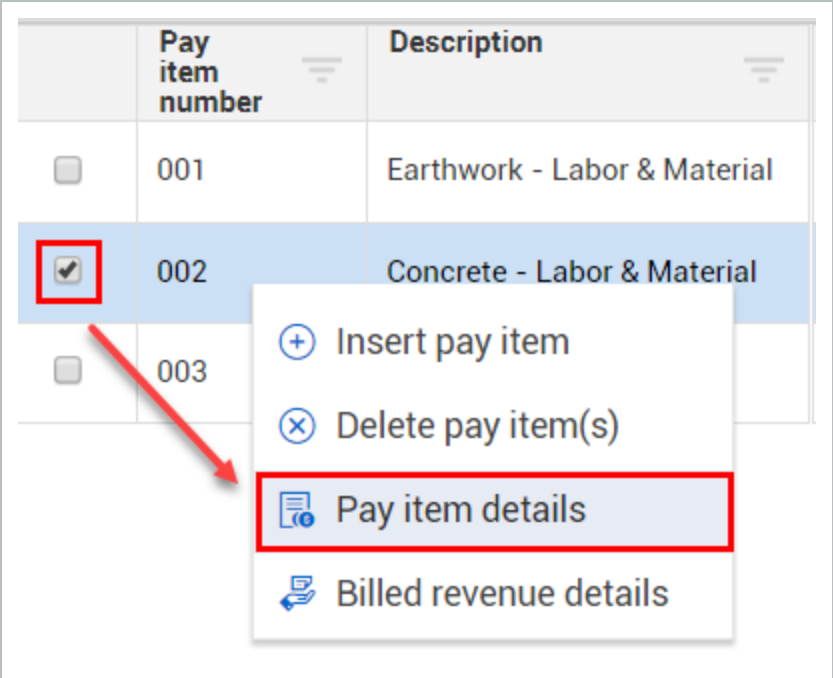 Pay
item
number
Description
001
Earthwork - Labor & Material
002
Concrete - Labor & Material
003
Insert pay item
Delete pay item(s)
Pay item details
Billed revenue details